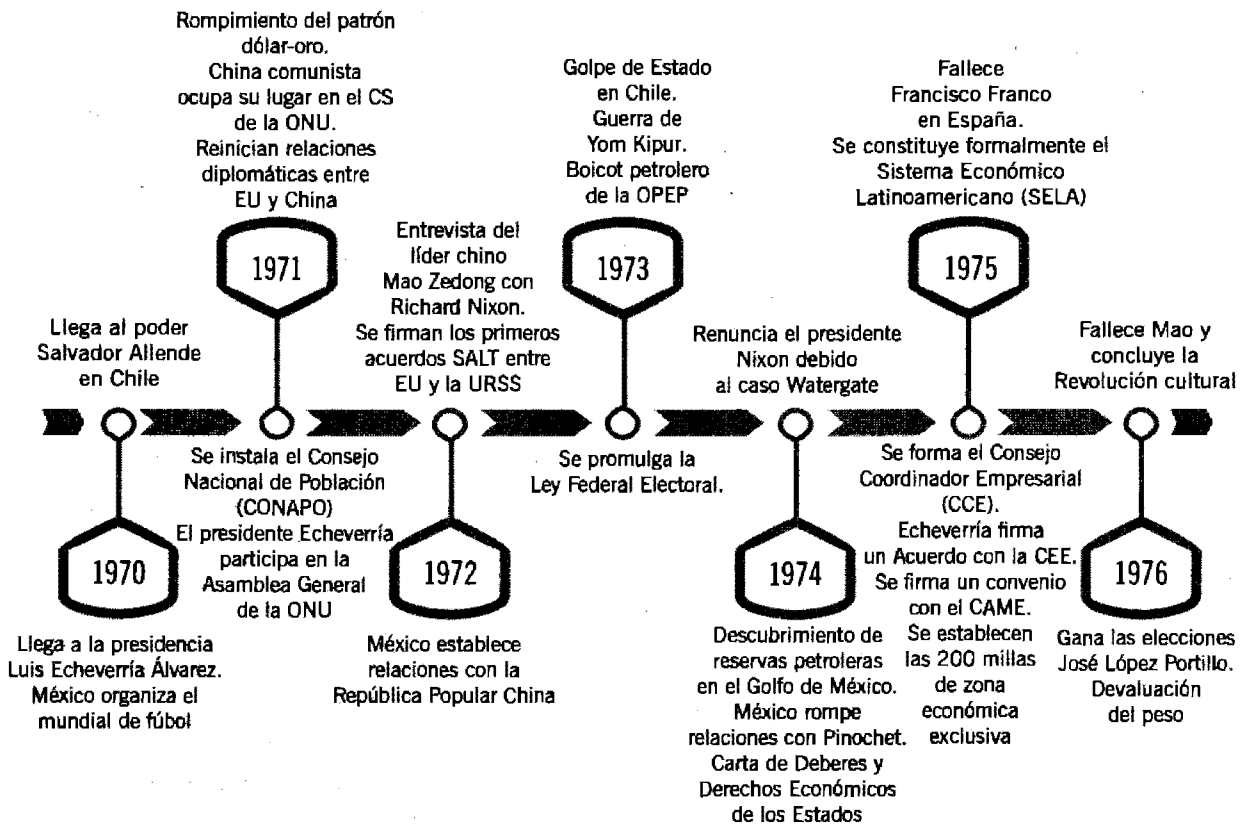 Llega al poder
Salvador Allende
en Chile
1970
Llega a la presidencia
Luis Echeverría Álvarez.
México organiza el
mundial de fúbol
Rompimiento del patrón
dólar-oro.
China comunista
ocupa su lugar en el CS
de la ONU.
Reinician relaciones
diplomáticas entre
EU y China
1971
Se instala el Consejo
Nacional de Población
(CONAPO)
El presidente Echeverría
participa en la
Asamblea General
de la ONU
Entrevista del
líder chino
Mao Zedong con
Richard Nixon.
Se firman los primeros
acuerdos SALT entre
EU y la URSS
1972
México establece
relaciones con la
República Popular China
Golpe de Estado
en Chile.
Guerra de
Yom Kipur.
Boicot petrolero
de la OPEP
1973
Se promulga la
Ley Federal Electoral.
Renuncia el presidente
Nixon debido
al caso Watergate
1974
Descubrimiento de
reservas petroleras
en el Golfo de México.
México rompe
relaciones con Pinochet.
Carta de Deberes y
Derechos Económicos
de los Estados
Fallece
Francisco Franco
en España.
Se constituye formalmente el
Sistema Económico
Latinoamericano (SELA)
1975
Se forma el Consejo
Coordinador Empresarial
(CCE).
Echeverría firma
un Acuerdo con la CEE.
Se firma un convenio
con el CAME.
Se establecen
las 200 millas
de zona
económica
exclusiva
Fallece Mao y
concluye la
Revolución cultural
1976
Gana las elecciones
José López Portillo.
Devaluación
del peso